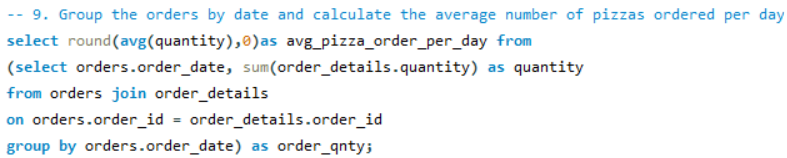 -- 9. Group the orders by date and calculate the average number of pizzas ordered per day
select round(avg(quantity),0)as avg_pizza_order_per_day from
(select orders.order_date, sum(order_details.quantity) as quantity
from orders join order_details
on orders.order_id = order_details.order_id
group by orders.order_date) as order_qnty;